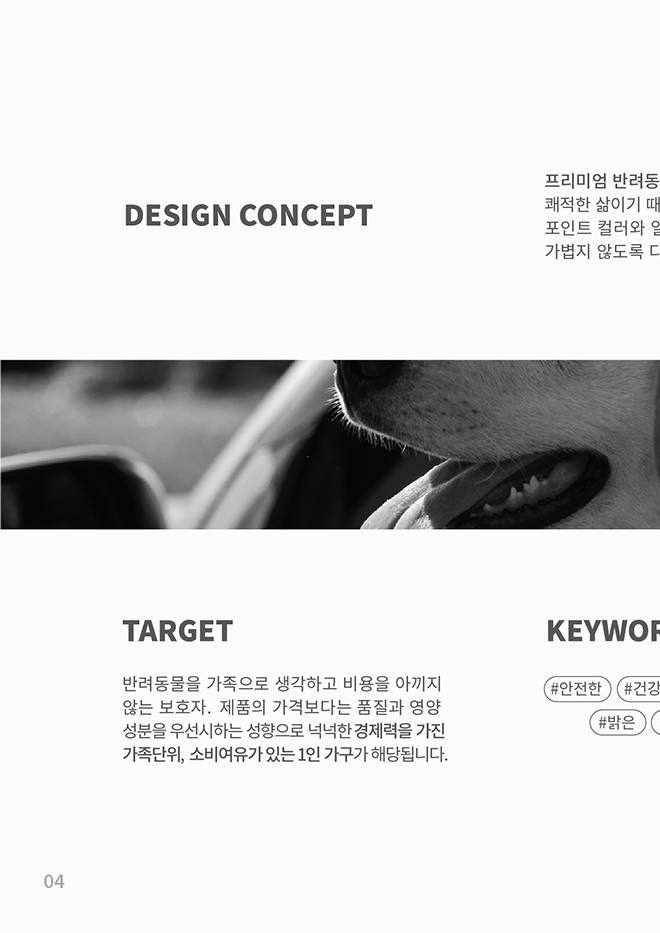 DESIGN CONCEPT
프리미엄 반려동
쾌적한 삶이기 때
포인트 컬러와
가볍지 않도록
TARGET
반려동물을 가족으로 생각하고 비용을 아끼지
않는 보호자. 제품의 가격보다는 품질과 영양
성분을 우선시하는 성향으로 넉넉한 경제력을 가진
가족단위, 소비여유가 있는 1인 가구가 해당됩니다.
KEYWOR
#안전한 #건강
#밝은
04